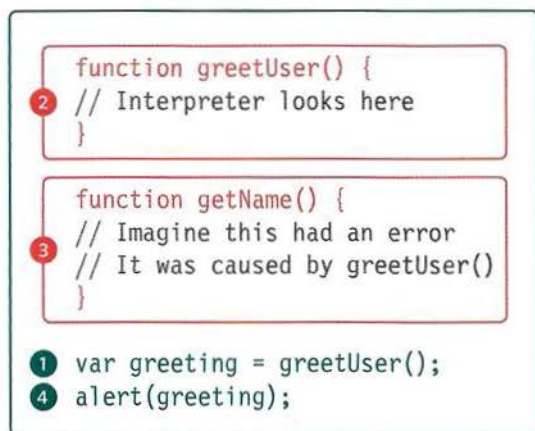 function greetUser() {
2 // Interpreter looks here
}
function getName() {
// Imagine this had an error
3 // It was caused by greetUser()
}
1 var greeting = greetUser();
4 alert(greeting);